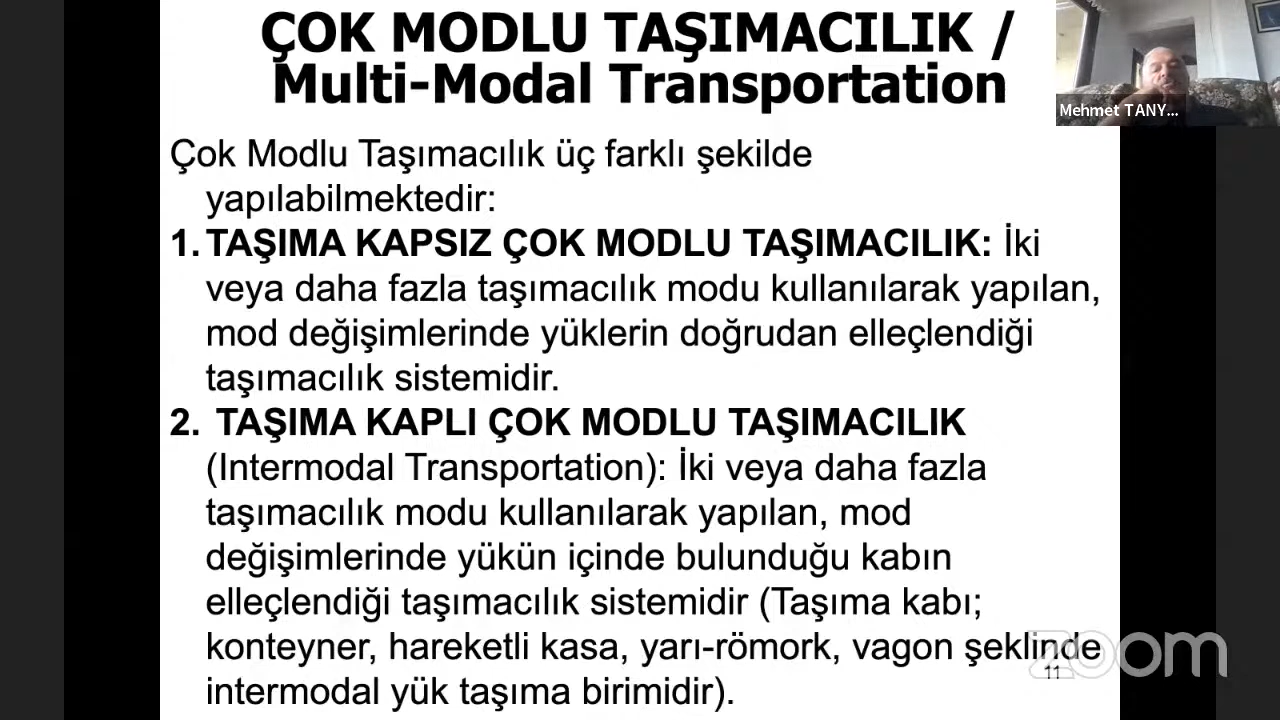 ÇOK MODLU TAŞIMACILIK /
Multi-Modal Transportation
Mehmet TANY...
Çok Modlu Taşımacılık üç farklı şekilde
yapılabilmektedir:
1. TAŞIMA KAPSIZ ÇOK MODLU TAŞIMACILIK: İki
veya daha fazla taşımacılık modu kullanılarak yapılan,
mod değişimlerinde yüklerin doğrudan elleçlendiği
taşımacılık sistemidir.
2. TAŞIMA KAPLI ÇOK MODLU TAŞIMACILIK
(Intermodal Transportation): İki veya daha fazla
taşımacılık modu kullanılarak yapılan, mod
değişimlerinde yükün içinde bulunduğu kabın
elleçlendiği taşımacılık sistemidir (Taşıma kabı;
konteyner, hareketli kasa, yarı-römork, vagon şeklinde
intermodal yük taşıma birimidir).
zoom
11